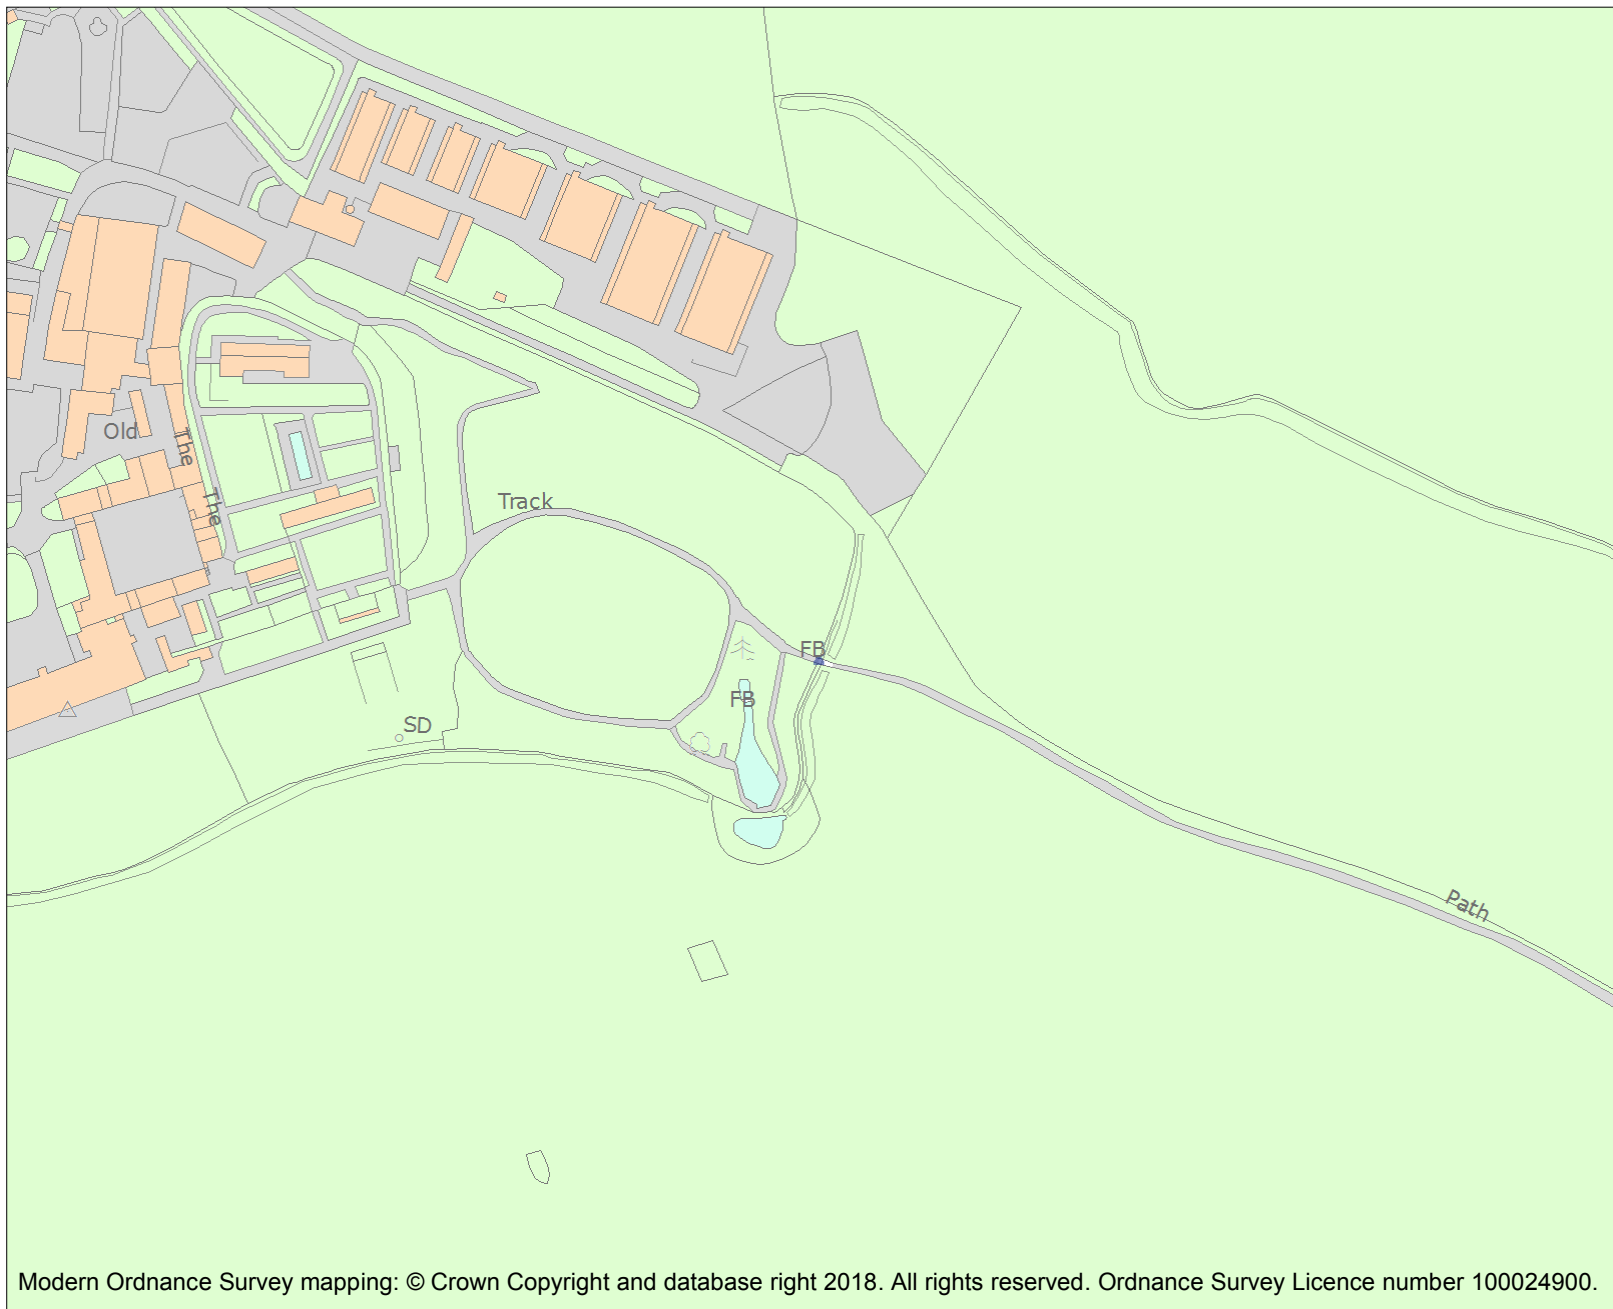 Old
The
The
Track
FB
FB
SD
Path
Modern Ordnance Survey mapping: © Crown Copyright and database right 2018. All rights reserved. Ordnance Survey Licence number 100024900.